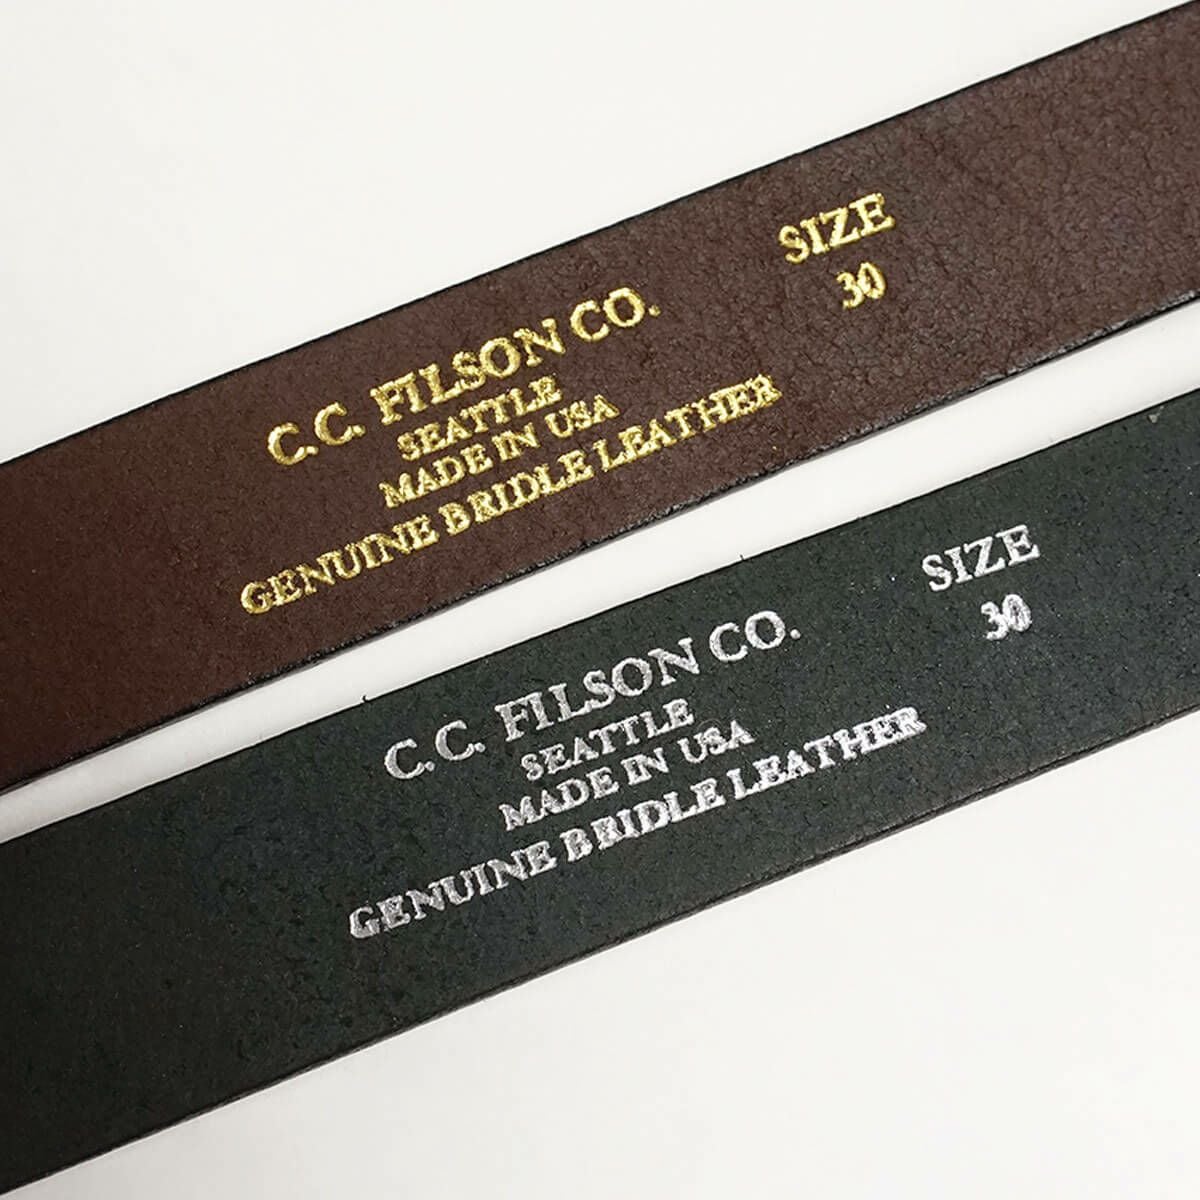 C.C. FILSON CO.
SEATTLE
MADE IN USA
GENUINE BRIDLE LEATHER
SIZE
30
C.C. FILSON CO.
SEATTLE
MADE IN USA
GENUINE BRIDLE LEATHER
SIZE
30